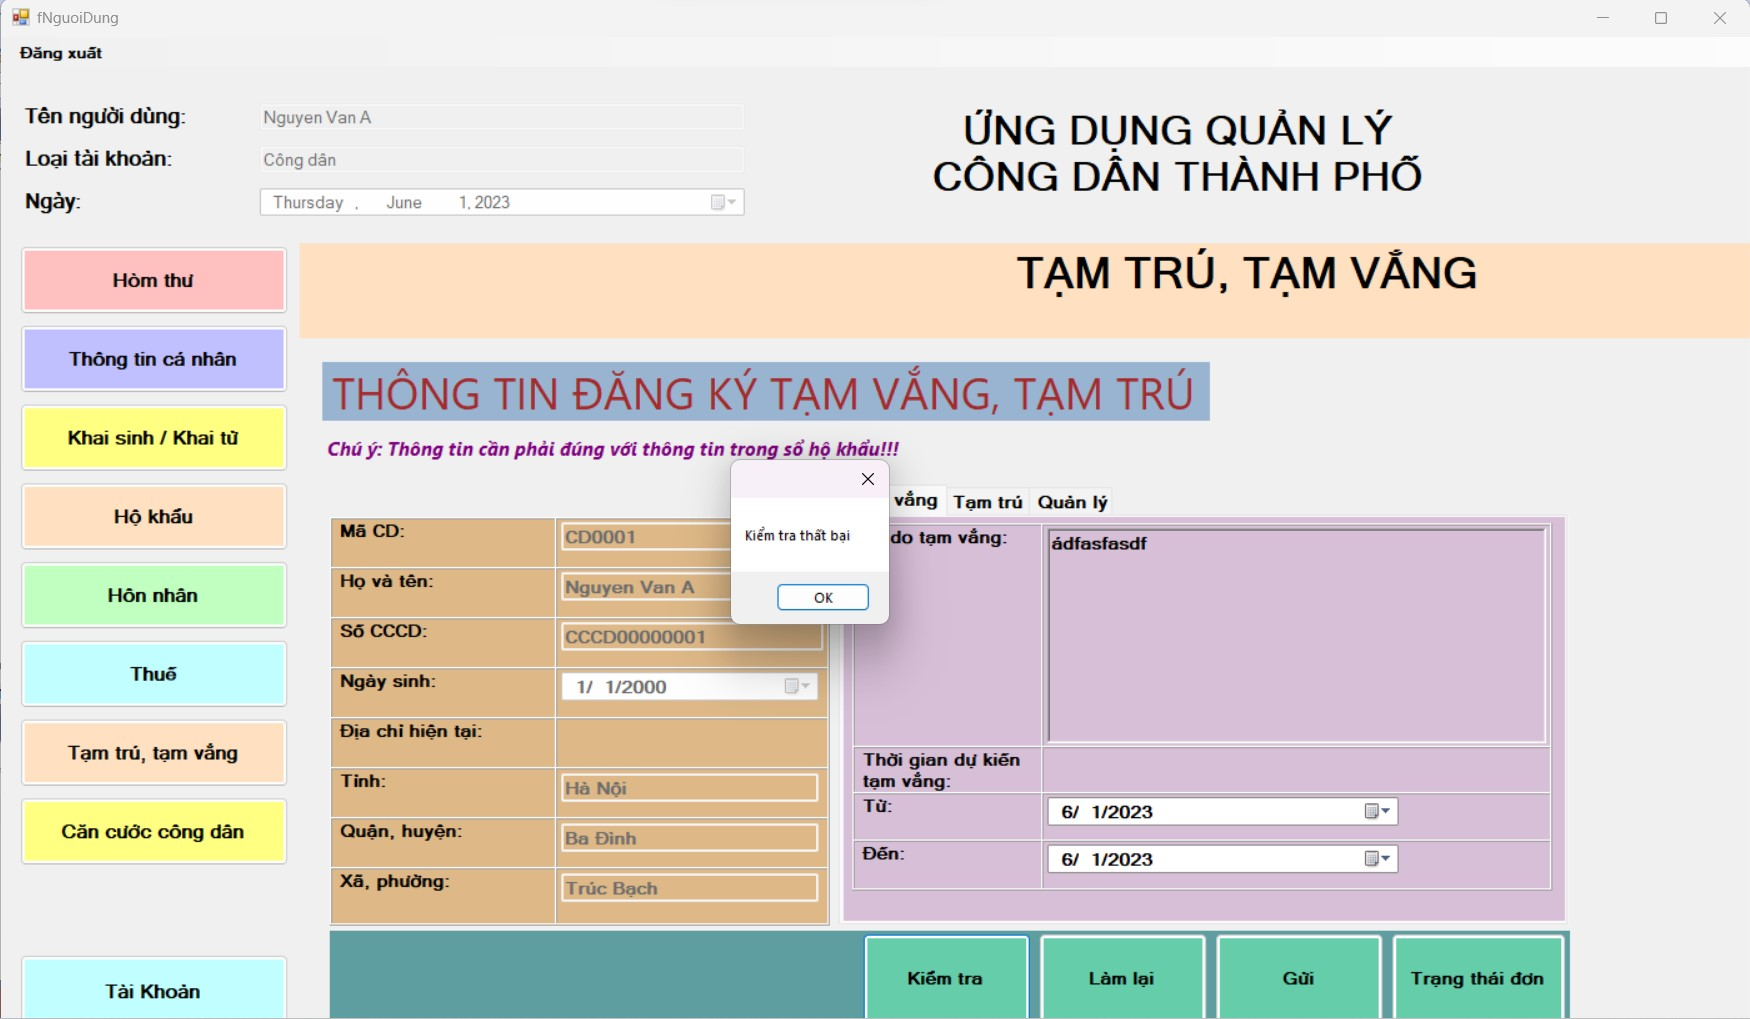 fNguoiDung
Đăng xuất
Tên người dùng:
Nguyen Van A
Loại tài khoản:
Công dân
Ngày:
Thursday , June 1, 2023
ỨNG DỤNG QUẢN LÝ
CÔNG DÂN THÀNH PHỐ
Hòm thư
Thông tin cá nhân
Khai sinh / Khai tử
Hộ khẩu
Hôn nhân
Thuế
Tạm trú, tạm vắng
Căn cước công dân
Tài Khoản
TẠM TRÚ, TẠM VẮNG
THÔNG TIN ĐĂNG KÝ TẠM VẮNG, TẠM TRÚ
Chú ý: Thông tin cần phải đúng với thông tin trong sổ hộ khẩu!!!
Mã CD:
CD0001
Họ và tên:
Nguyen Van A
Số CCCD:
CCCD00000001
Ngày sinh:
1/ 1/2000
Địa chỉ hiện tại:
Tỉnh:
Hà Nội
Quận, huyện:
Ba Đình
Xã, phường:
Trúc Bạch
Kiểm tra thất bại
OK
vắng
Tạm trú
Quản lý
do tạm vắng:
ádfasfasdf
Thời gian dự kiến
tạm vắng:
Từ:
6/ 1/2023
Đến:
6/ 1/2023
Kiểm tra
Làm lại
Gửi
Trạng thái đơn